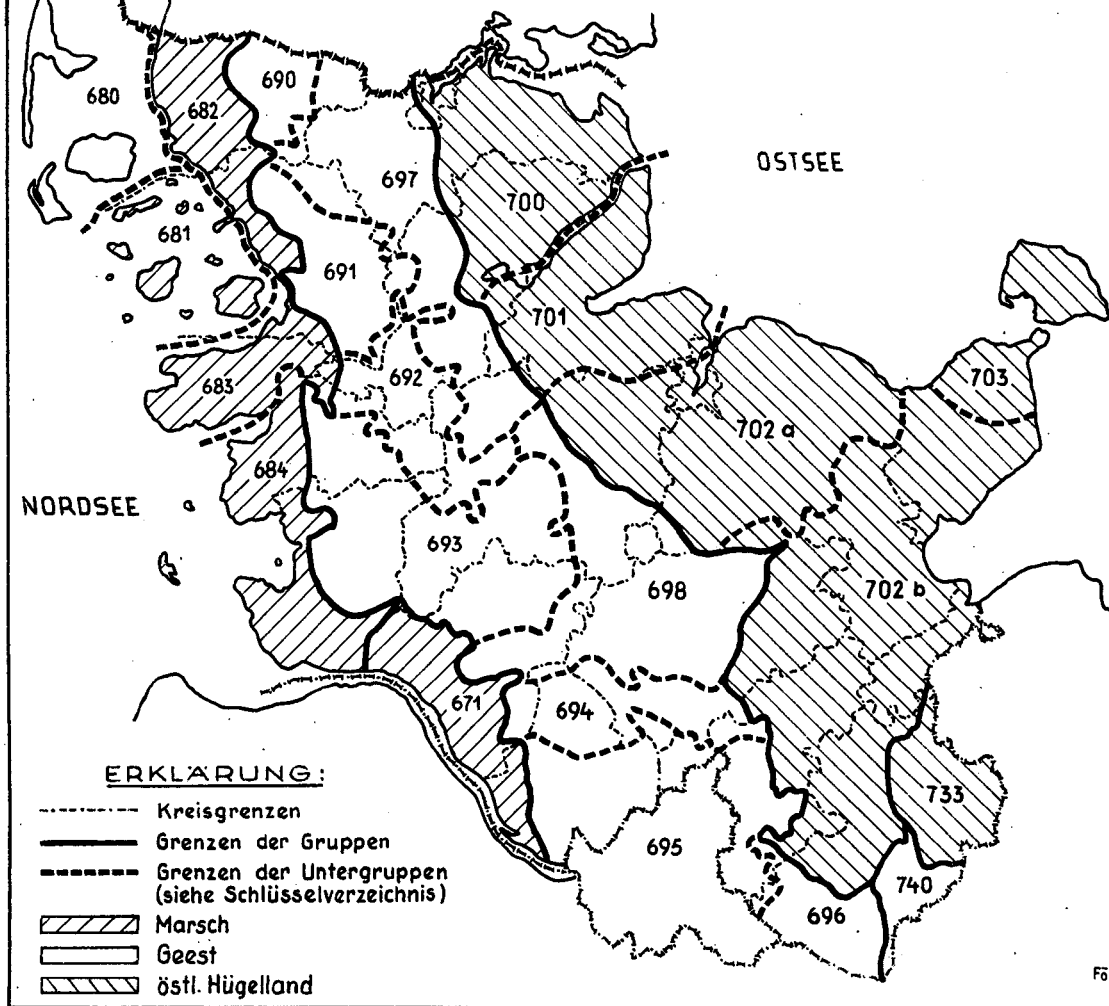 690
680
682
OSTSEE
697
700
681
691
701
683
692
703
702 a
684
NORDSEE
693
702 b
698
671
694
ERKLÄRUNG:
Kreisgrenzen
Grenzen der Gruppen
Grenzen der Untergruppen
(siehe Schlüsselverzeichnis)
Marsch
Geest
östl. Hügelland
733
695
740
696
Fö